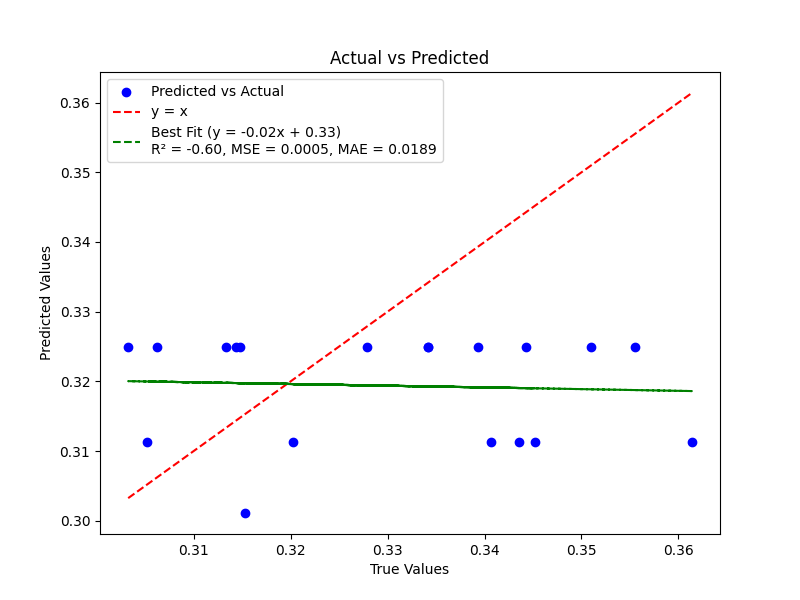 Actual vs Predicted
Predicted vs Actual
y = x
Best Fit (y = -0.02x + 0.33)
R² = -0.60, MSE = 0.0005, MAE = 0.0189
Predicted Values
0.36
0.35
0.34
0.33
0.32
0.31
0.30
0.31
0.32
0.33
0.34
0.35
0.36
True Values